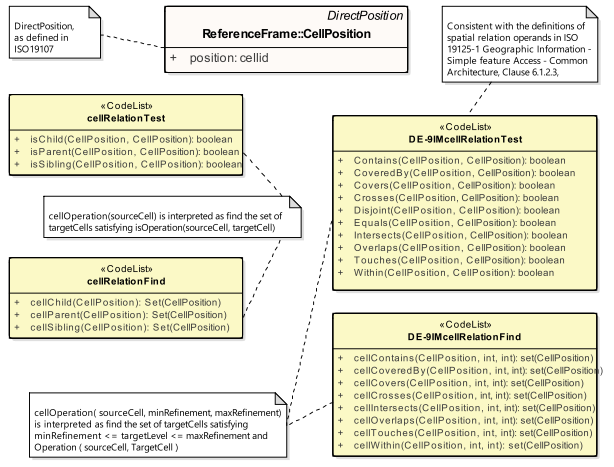 DirectPosition,
as defined in
ISO19107
DirectPosition
ReferenceFrame::CellPosition
+ position: cellid
Consistent with the definitions of
spatial relation operands in ISO
19125-1 Geographic Information -
Simple feature Access - Common
Architecture, Clause 6.1.2.3,
«CodeList»
cellRelationTest
+ isChild(CellPosition, CellPosition): boolean
+ isParent(CellPosition, CellPosition): boolean
+ isSibling(CellPosition, CellPosition): boolean
«CodeList»
DE-9IMcellRelationTest
+ Contains(CellPosition, CellPosition): boolean
+ CoveredBy(CellPosition, CellPosition): boolean
+ Covers(CellPosition, CellPosition): boolean
+ Crosses(CellPosition, CellPosition): boolean
+ Disjoint(CellPosition, CellPosition): boolean
+ Equals(CellPosition, CellPosition): boolean
+ Intersects(CellPosition, CellPosition): boolean
+ Overlaps(CellPosition, CellPosition): boolean
+ Touches(CellPosition, CellPosition): boolean
+ Within(CellPosition, CellPosition): boolean
cellOperation(sourceCell) is interpreted as find the set of
targetCells satisfying isOperation(sourceCell, targetCell)
«CodeList»
cellRelationFind
+ cellChild(CellPosition): Set(CellPosition)
+ cellParent(CellPosition): Set(CellPosition)
+ cellSibling(CellPosition): Set(CellPosition)
«CodeList»
DE-9IMcellRelationFind
+ cellContains(CellPosition, int, int): set(CellPosition)
+ cellCoveredBy(CellPosition, int, int): set(CellPosition)
+ cellCovers(CellPosition, int, int): set(CellPosition)
+ cellCrosses(CellPosition, int, int): set(CellPosition)
+ cellIntersects(CellPosition, int, int): set(CellPosition)
+ cellOverlaps(CellPosition, int, int): set(CellPosition)
+ cellTouches(CellPosition, int, int): set(CellPosition)
+ cellWithin(CellPosition, int, int): set(CellPosition)
cellOperation( sourceCell, minRefinement, maxRefinement)
is interpreted as find the set of targetCells satisfying
minRefinement <= targetLevel <= maxRefinement and
Operation ( sourceCell, TargetCell )